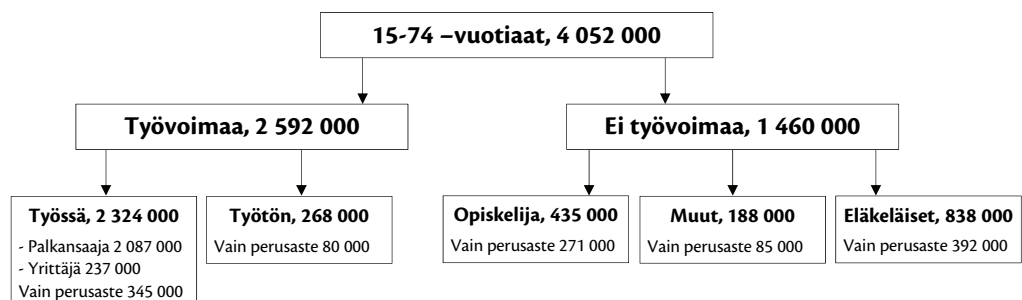 15-74 –vuotiaat, 4 052 000
Työvoimaa, 2 592 000
Ei työvoimaa, 1 460 000
Työssä, 2 324 000
- Palkansaaja 2 087 000
- Yrittäjä 237 000
Vain perusaste 345 000
Työtön, 268 000
Vain perusaste 80 000
Opiskelija, 435 000
Vain perusaste 271 000
Muut, 188 000
Vain perusaste 85 000
Eläkeläiset, 838 000
Vain perusaste 392 000